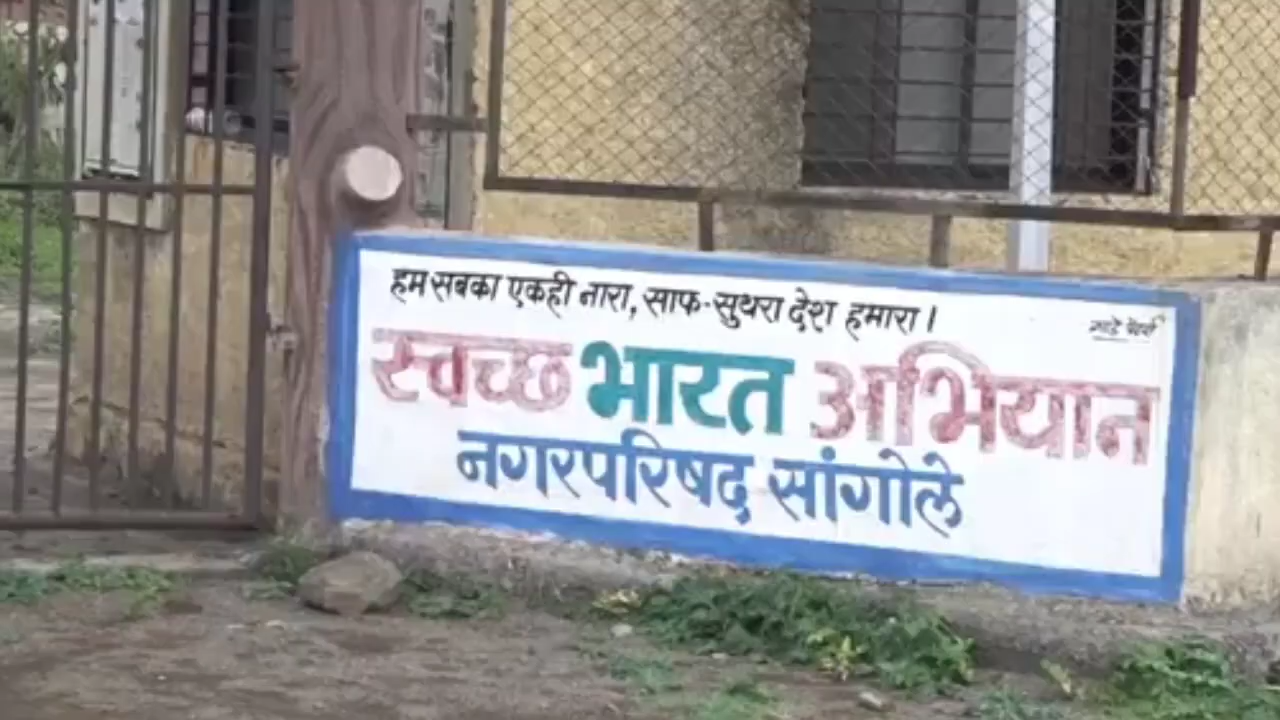 हम सबका एकही नारा, साफ-सुथरा देश हमारा।
स्वच्छ भारत अभियान
नगरपरिषद सांगोले